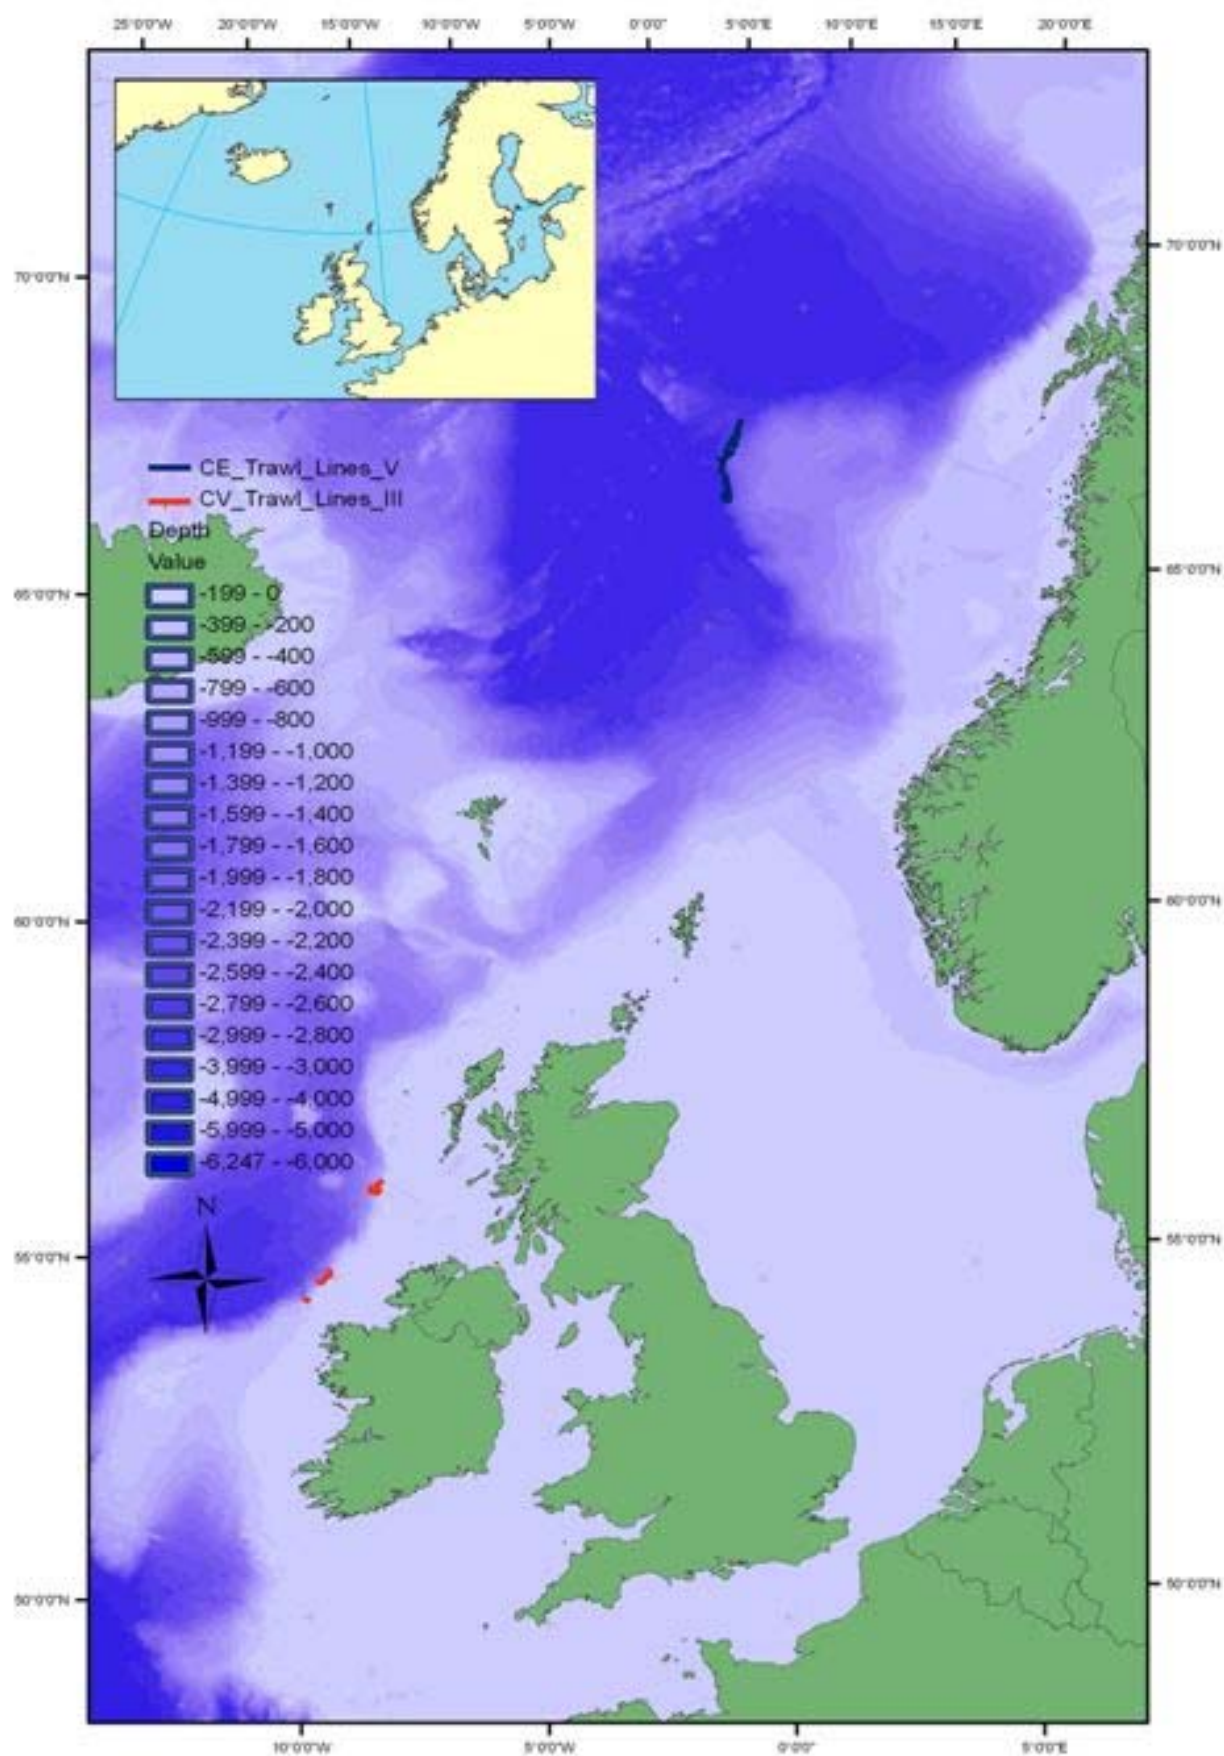 25°0'0"W 20°0'0"W 15°0'0"W 10°0'0"W 5°0'0"W 0°0'0" 5°0'0"E 10°0'0"E 15°0'0"E 20°0'0"E
70°0'0"N 70°0'0"N
CE_Trawl_Lines_V
CV_Trawl_Lines_III
Depth
Value
65°0'0"N 65°0'0"N
-199 - 0
-399 - -200
-599 - -400
-799 - -600
-999 - -800
-1,199 - -1,000
-1,399 - -1,200
-1,599 - -1,400
-1,799 - -1,600
-1,999 - -1,800
-2,199 - -2,000
60°0'0"N 60°0'0"N
-2,399 - -2,200
-2,599 - -2,400
-2,799 - -2,600
-2,999 - -2,800
-3,999 - -3,000
-4,999 - -4,000
-5,999 - -5,000
-6,247 - -6,000
N
55°0'0"N 55°0'0"N
50°0'0"N 50°0'0"N
10°0'0"W 5°0'0"W 0°0'0" 5°0'0"E